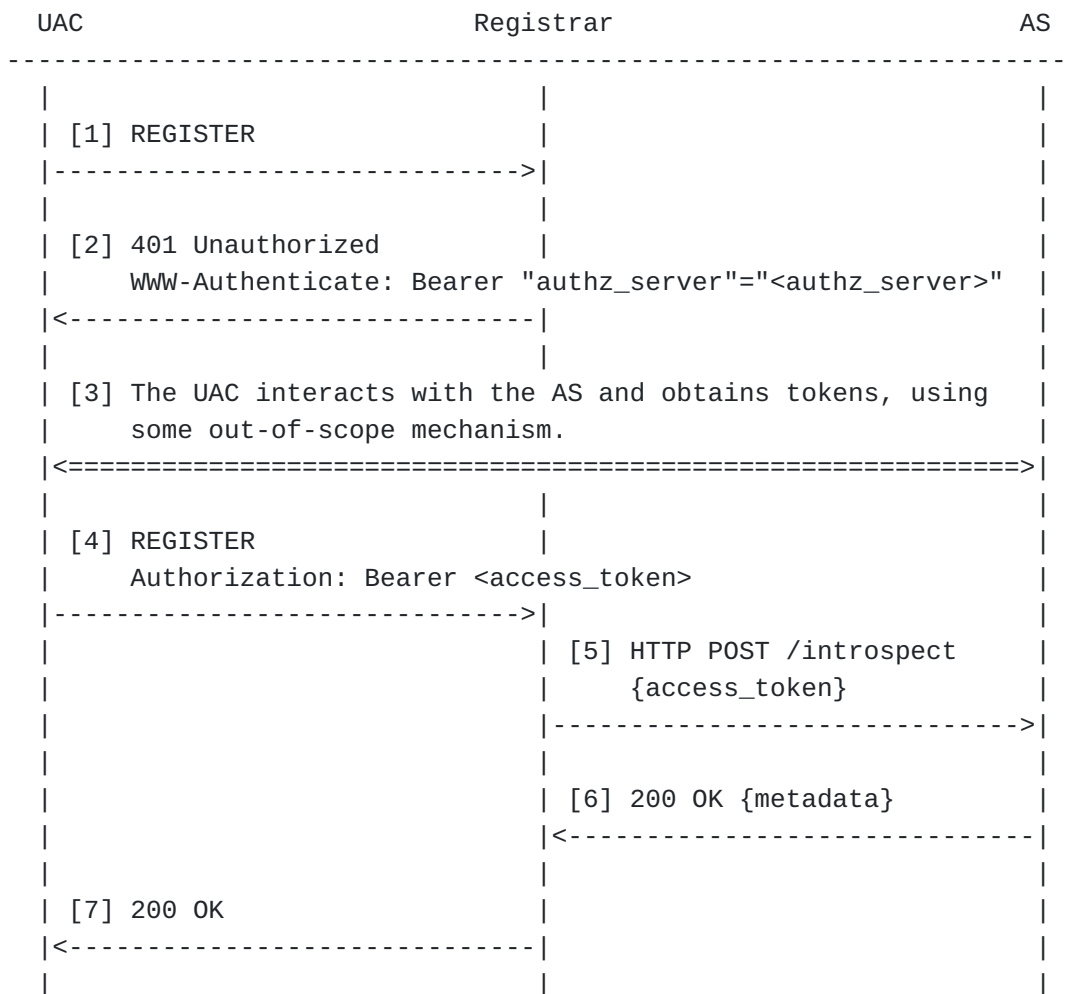 UAC Registrar AS
---------------------------------------------------------------------
| | |
| [1] REGISTER | |
|------------------------------>| |
| | |
| [2] 401 Unauthorized | |
| WWW-Authenticate: Bearer "authz_server"="<authz_server>" |
|<------------------------------| |
| | |
| [3] The UAC interacts with the AS and obtains tokens, using |
| some out-of-scope mechanism. |
|<=============================================================>|
| | |
| [4] REGISTER | |
| Authorization: Bearer <access_token> |
|------------------------------>| |
| | [5] HTTP POST /introspect |
| | {access_token} |
| |------------------------------>|
| | |
| | [6] 200 OK {metadata} |
| |<------------------------------|
| | |
| [7] 200 OK | |
|<------------------------------| |
| | |